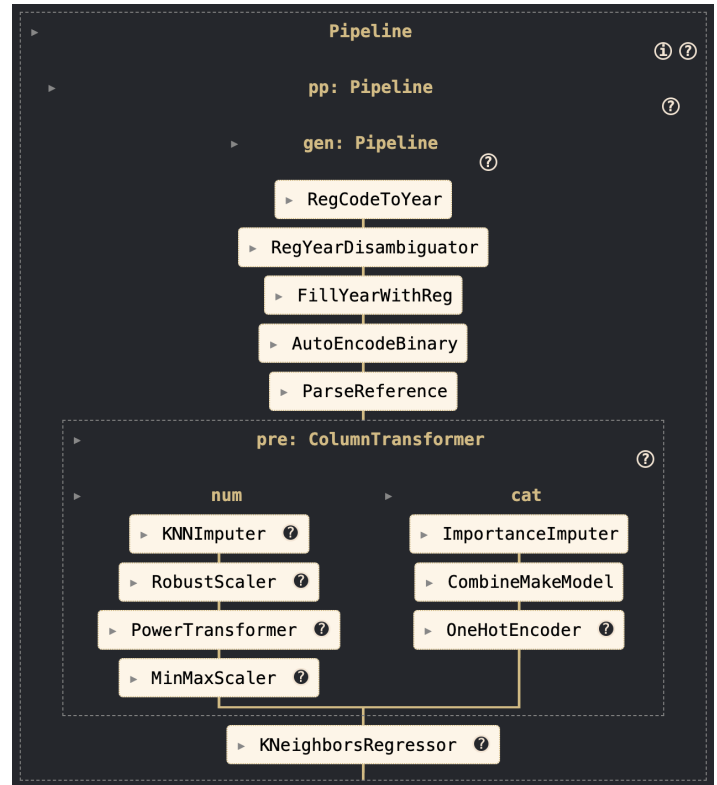 Pipeline
i ?
pp: Pipeline
?
gen: Pipeline
?
RegCodeToYear
RegYearDisambiguator
FillYearWithReg
AutoEncodeBinary
ParseReference
pre: ColumnTransformer
?
num cat
KNNImputer ? ImportanceImputer
RobustScaler ? CombineMakeModel
PowerTransformer ? OneHotEncoder ?
MinMaxScaler ?
KNeighborsRegressor ?